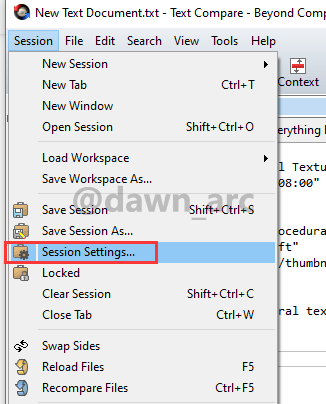 New Text Document.txt - Text Compare - Beyond Comp
Session File Edit Search View Tools Help
New Session
New Tab Ctrl+T
New Window
Open Session Shift+Ctrl+O
Load Workspace
Save Workspace As...
@dawn_arc
Save Session Shift+Ctrl+S
Save Session As...
Session Settings...
Locked
Clear Session Shift+Ctrl+C
Close Tab Ctrl+W
Swap Sides
Reload Files F5
Recompare Files Ctrl+F5
Context
erything
l Textu
08:00"
ocedura
ft"
/thumbn
ral text